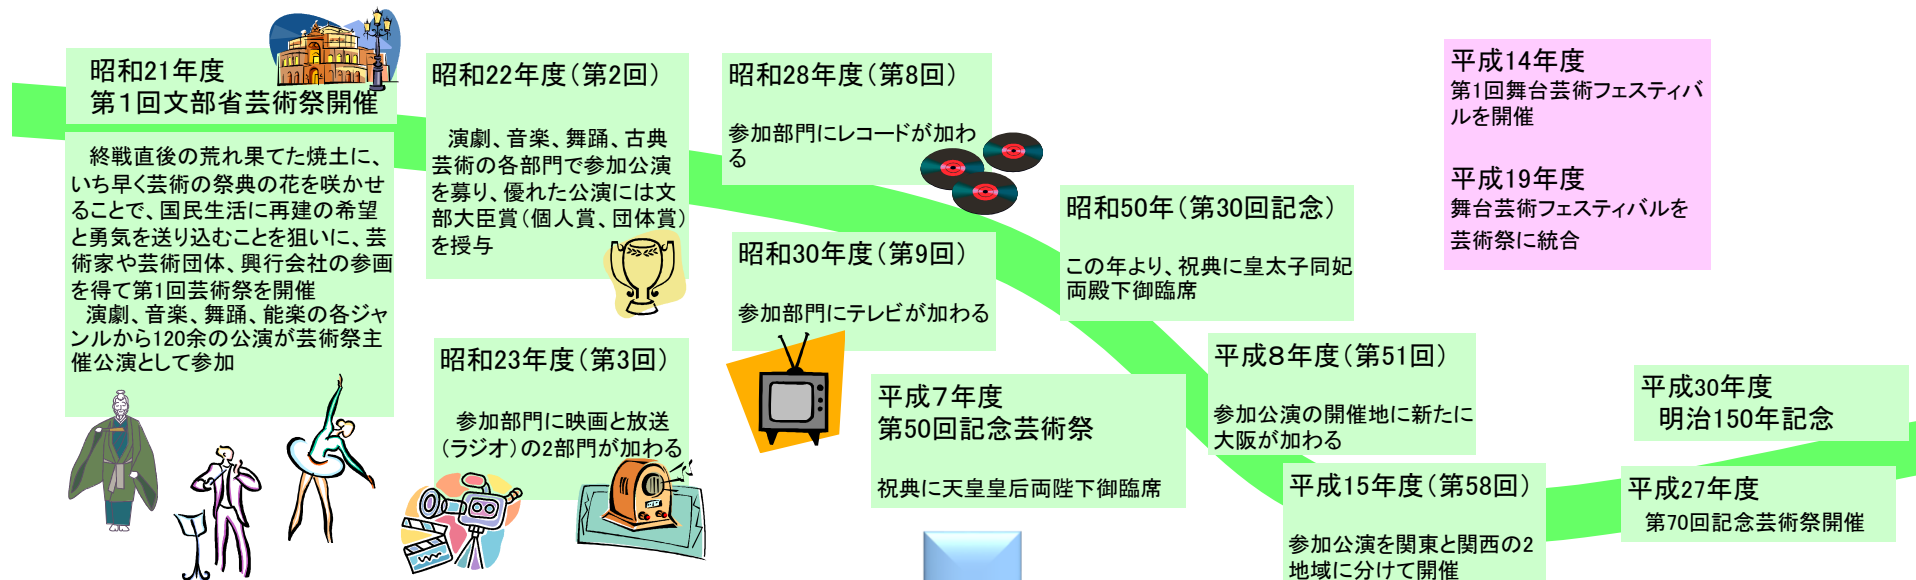 昭和21年度
第1回文部省芸術祭開催
終戦直後の荒れ果てた焼土に、
いち早く芸術の祭典の花を咲かせ
ることで、国民生活に再建の希望
と勇気を送り込むことを狙いに、芸
術家や芸術団体、興行会社の参画
を得て第1回芸術祭を開催
演劇、音楽、舞踊、能楽の各ジャ
ンルから120余の公演が芸術祭主
催公演として参加
昭和22年度(第2回)
演劇、音楽、舞踊、古典
芸術の各部門で参加公演
を募り、優れた公演には文
部大臣賞(個人賞、団体賞)
を授与
昭和23年度(第3回)
参加部門に映画と放送
(ラジオ)の2部門が加わる
昭和28年度(第8回)
参加部門にレコードが加わ
る
昭和30年度(第9回)
参加部門にテレビが加わる
昭和50年(第30回記念)
この年より、祝典に皇太子同妃
両殿下御臨席
平成7年度
第50回記念芸術祭
祝典に天皇皇后両陛下御臨席
平成8年度(第51回)
参加公演の開催地に新たに
大阪が加わる
平成14年度
第1回舞台芸術フェスティバ
ルを開催
平成19年度
舞台芸術フェスティバルを
芸術祭に統合
平成15年度(第58回)
参加公演を関東と関西の2
地域に分けて開催
平成27年度
第70回記念芸術祭開催
平成30年度
明治150年記念